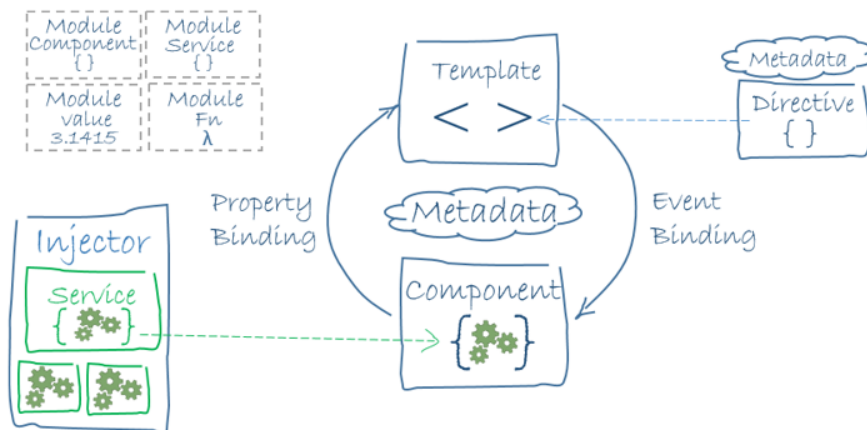 Module
Component
{ }
Module
Service
{ }
Module
value
3.1415
Module
Fn
λ
Template
< >
Metadata
Directive
{ }
Property
Binding
Metadata
Event
Binding
Injector
Service
{ }
Component
{ }